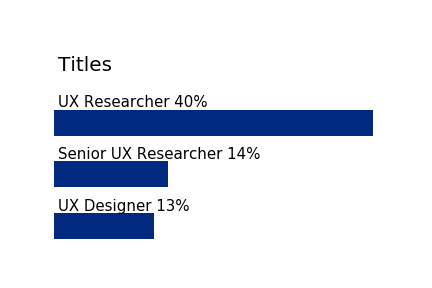 Titles
UX Researcher 40%
Senior UX Researcher 14%
UX Designer 13%